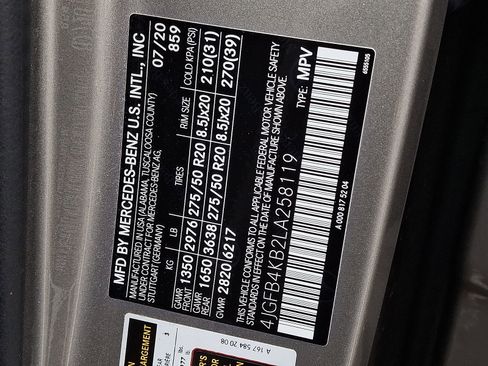 MFD BY MERCEDES-BENZ U.S. INTL., INC
MANUFACTURED IN USA (ALABAMA, TUSCALOOSA COUNTY)
UNDER CONTRACT FOR MERCEDES-BENZ AG,
STUTTGART (GERMANY)
07/20
859
KG LB TIRES RIM SIZE COLD KPA (PSI)
GAWR FRONT 1350 2976 275/50 R20 8.5Jx20 210(31)
GAWR REAR 1650 3638 275/50 R20 8.5Jx20 270(39)
GVWR 2820 6217
THIS VEHICLE CONFORMS TO ALL APPLICABLE FEDERAL MOTOR VEHICLE SAFETY
STANDARDS IN EFFECT ON THE DATE OF MANUFACTURE SHOWN ABOVE.
4JGFB4KB2LA258119 TYPE: MPV
A 000 817 52 04
A 167 584 20 08
ARGEMENT
3
lbs.